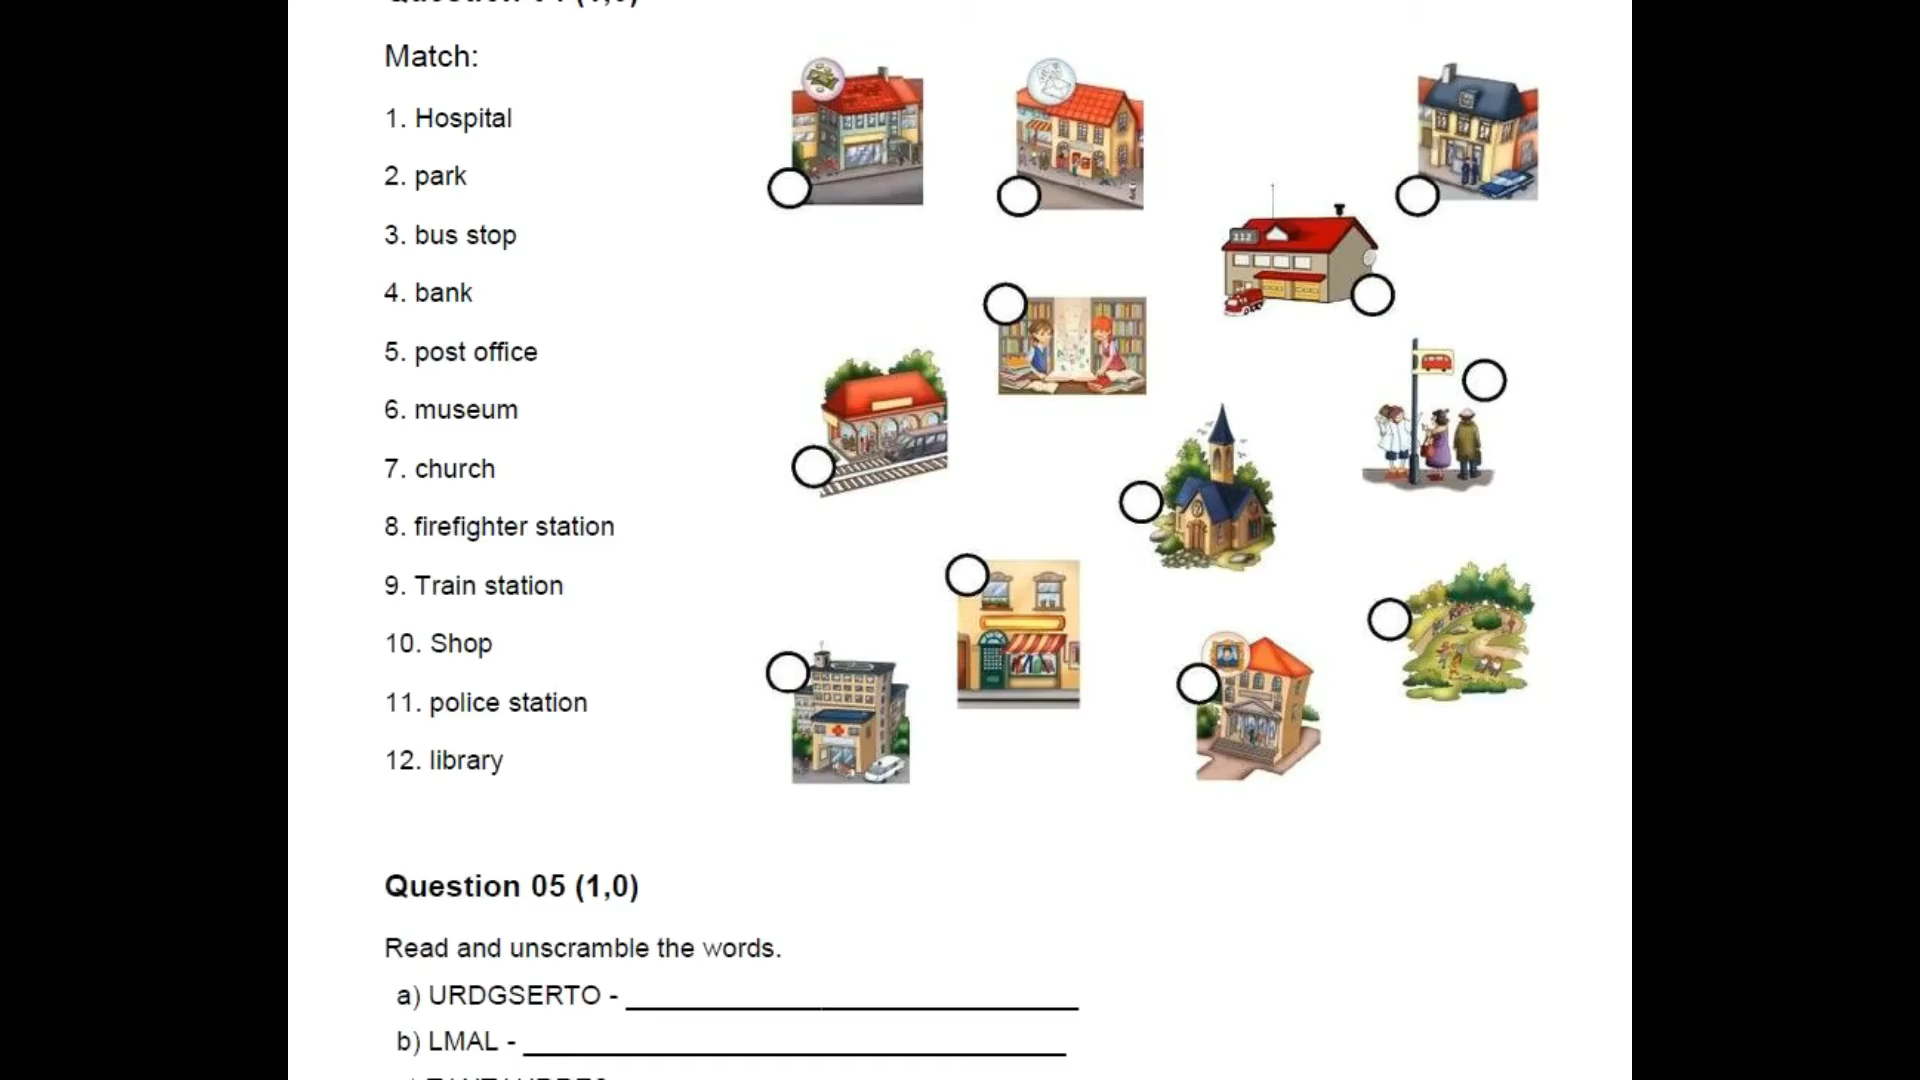 Match:
1. Hospital
2. park
3. bus stop
4. bank
5. post office
6. museum
7. church
8. firefighter station
9. Train station
10. Shop
11. police station
12. library
112
Question 05 (1,0)
Read and unscramble the words.
a) URDGSERTO -
b) LMAL -